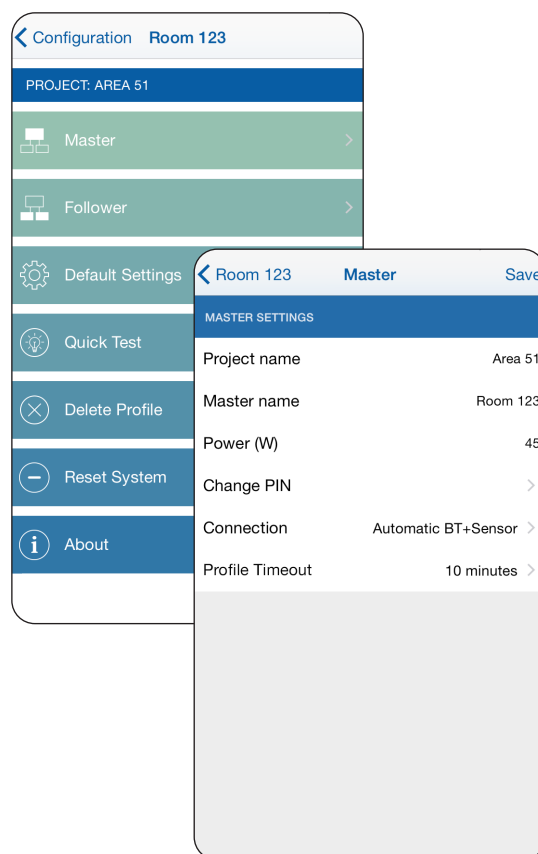 Configuration Room 123
PROJECT: AREA 51
Master
Follower
Default Settings
Quick Test
Delete Profile
Reset System
About
Room 123 Master Save
MASTER SETTINGS
Project name Area 51
Master name Room 123
Power (W) 45
Change PIN
Connection Automatic BT+Sensor
Profile Timeout 10 minutes